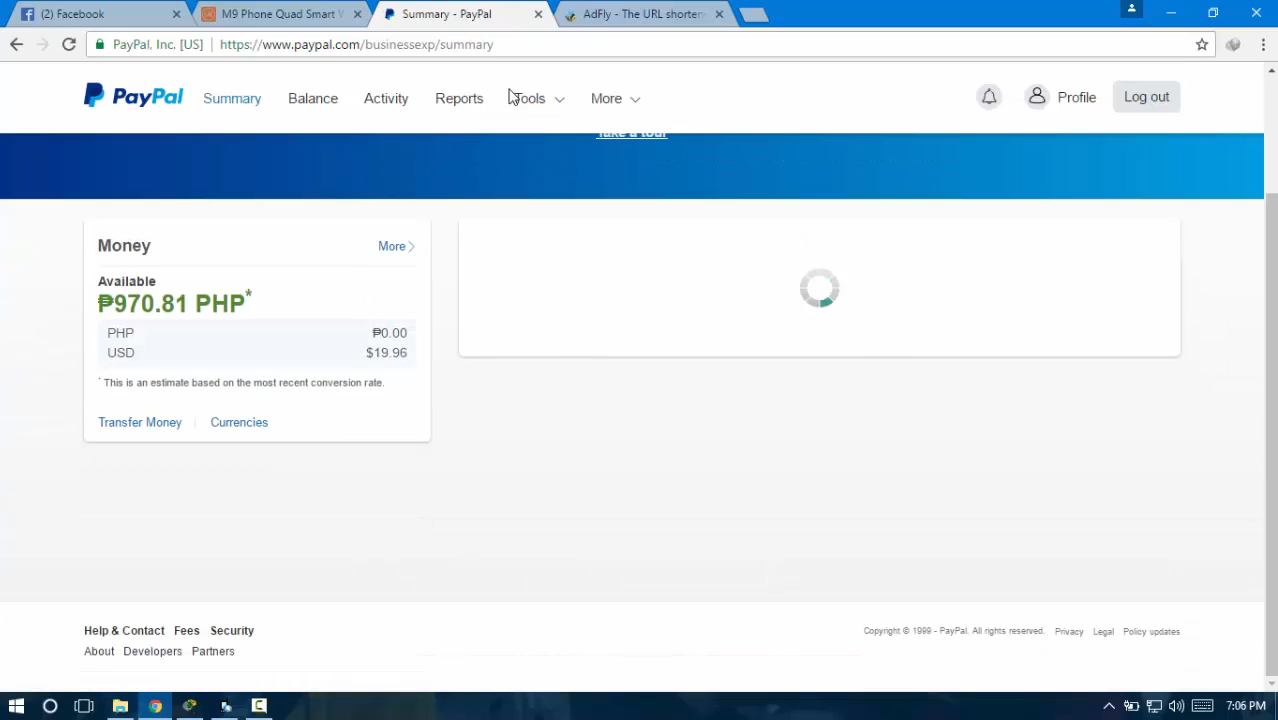 (2) Facebook
M9 Phone Quad Smart W
Summary - PayPal
AdFly - The URL shortene
PayPal, Inc. [US]
https://www.paypal.com/businessexp/summary
PayPal
Summary
Balance
Activity
Reports
Tools
More
Profile
Log out
Take a tour
Money
More
Available
₱970.81 PHP*
PHP ₱0.00
USD $19.96
* This is an estimate based on the most recent conversion rate.
Transfer Money
Currencies
Help & Contact Fees Security
Copyright © 1999 - PayPal. All rights reserved. Privacy Legal Policy updates
About Developers Partners
7:06 PM